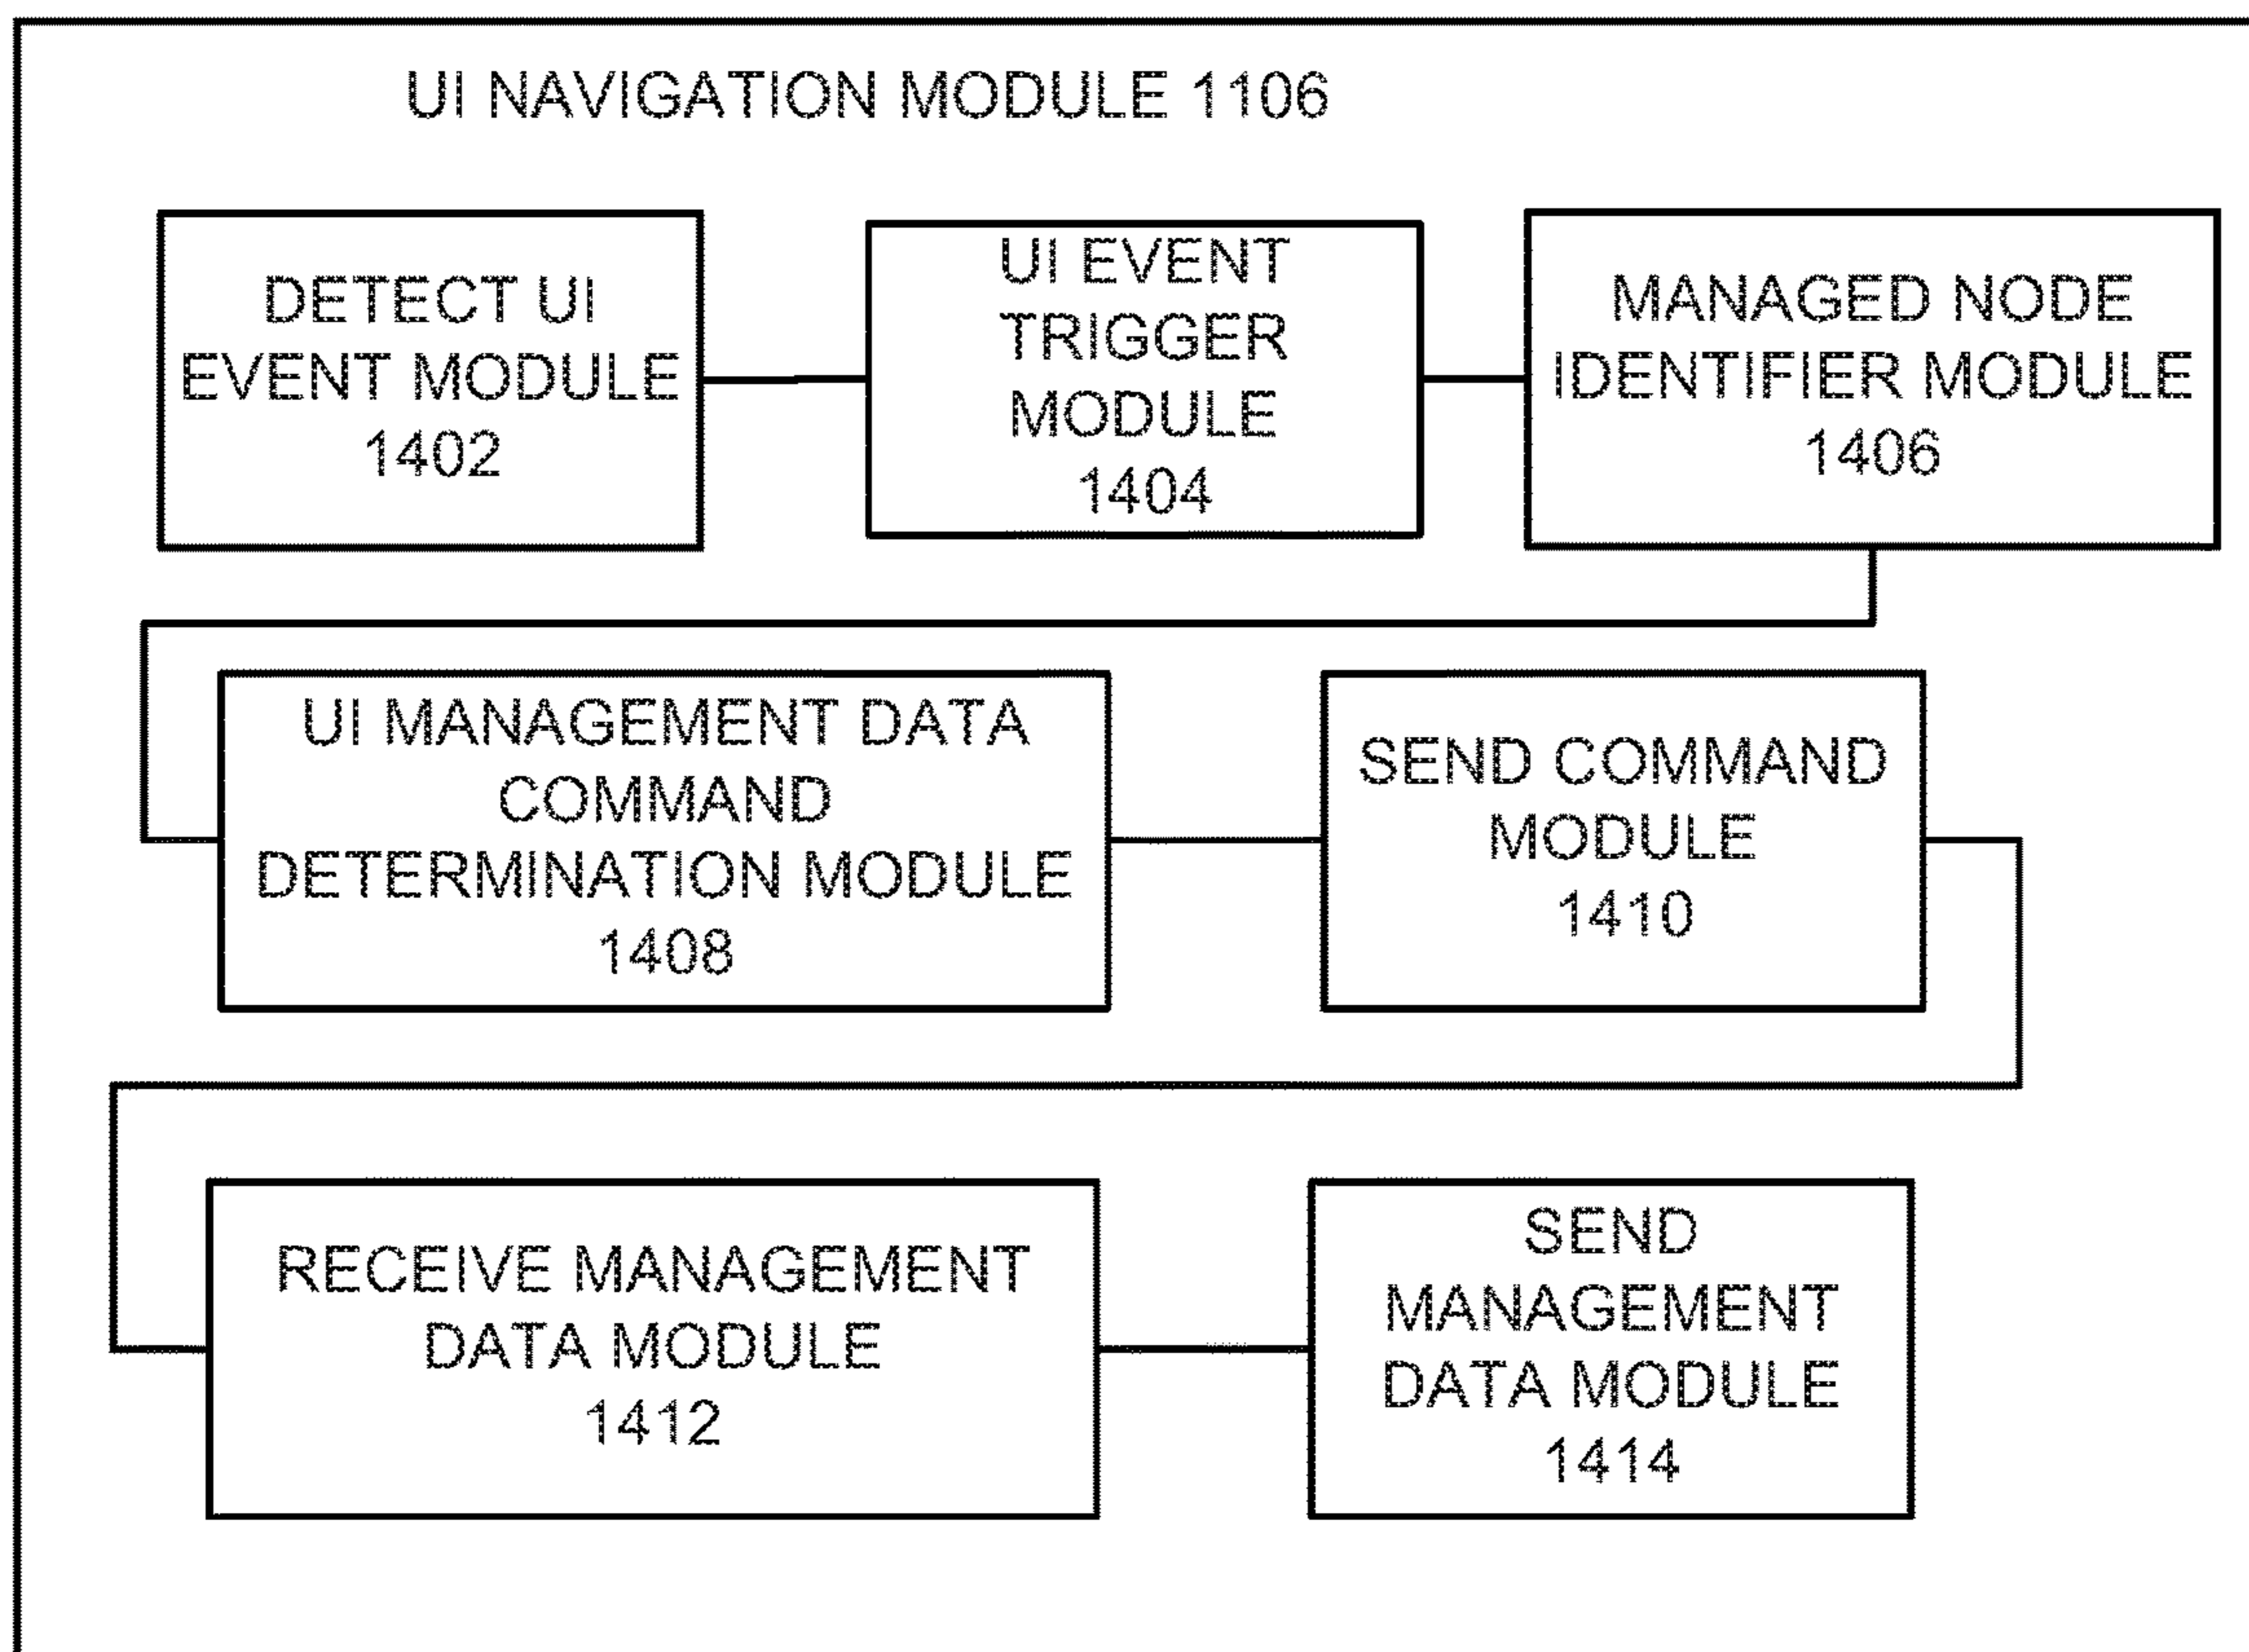 UI NAVIGATION MODULE 1106
DETECT UI
EVENT MODULE
1402
UI EVENT
TRIGGER
MODULE
1404
MANAGED NODE
IDENTIFIER MODULE
1406
UI MANAGEMENT DATA
COMMAND
DETERMINATION MODULE
1408
SEND COMMAND
MODULE
1410
RECEIVE MANAGEMENT
DATA MODULE
1412
SEND
MANAGEMENT
DATA MODULE
1414